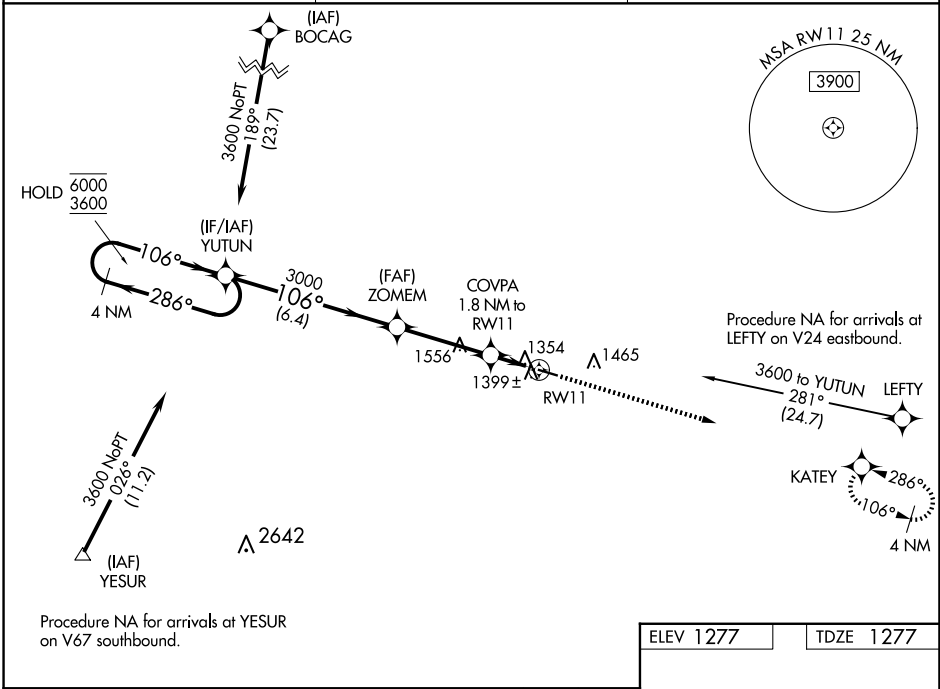 (IAF)
BOCAG
MSA RW 11 25 NM
3900
3600 NoPT
189°
(23.7)
HOLD 6000
3600
(IF/IAF)
YUTUN
106°
286°
4 NM
3000
106°
(6.4)
(FAF)
ZOMEM
COVPA
1.8 NM to
RW11
1556
1354
1399 ±
1465
RW11
Procedure NA for arrivals at
LEFTY on V24 eastbound.
3600 to YUTUN
281°
(24.7)
LEFTY
KATEY
286°
106°
4 NM
3600 NoPT
026°
(11.2)
(IAF)
YESUR
2642
Procedure NA for arrivals at YESUR
on V67 southbound.
ELEV 1277
TDZE 1277